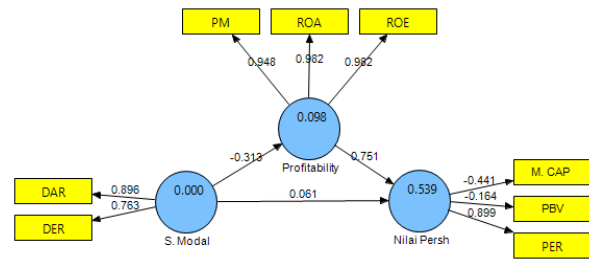 PM ROA ROE
0.948 0.982 0.982
0.098
Profitability
-0.313 0.751
DAR 0.896 0.000 0.061 0.539 -0.441 M. CAP
DER 0.763 -0.164 PBV
S. Modal Nilai Persh 0.899 PER